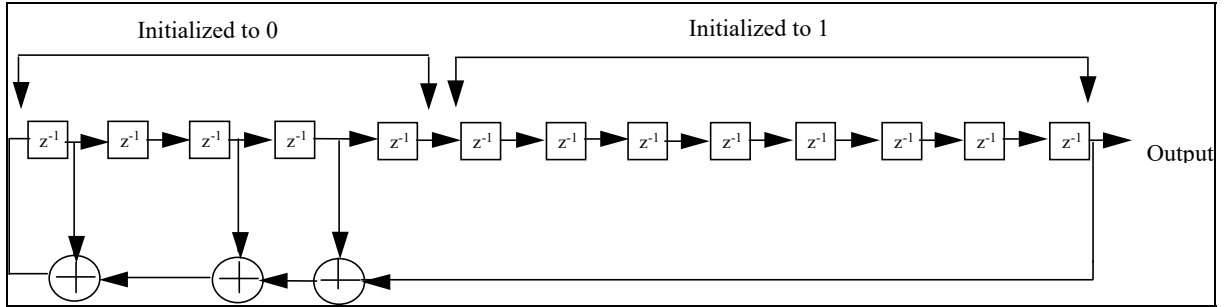 Initialized to 0
Initialized to 1
z⁻¹ z⁻¹ z⁻¹ z⁻¹ z⁻¹ z⁻¹ z⁻¹ z⁻¹ z⁻¹ z⁻¹ z⁻¹ z⁻¹ z⁻¹
Output